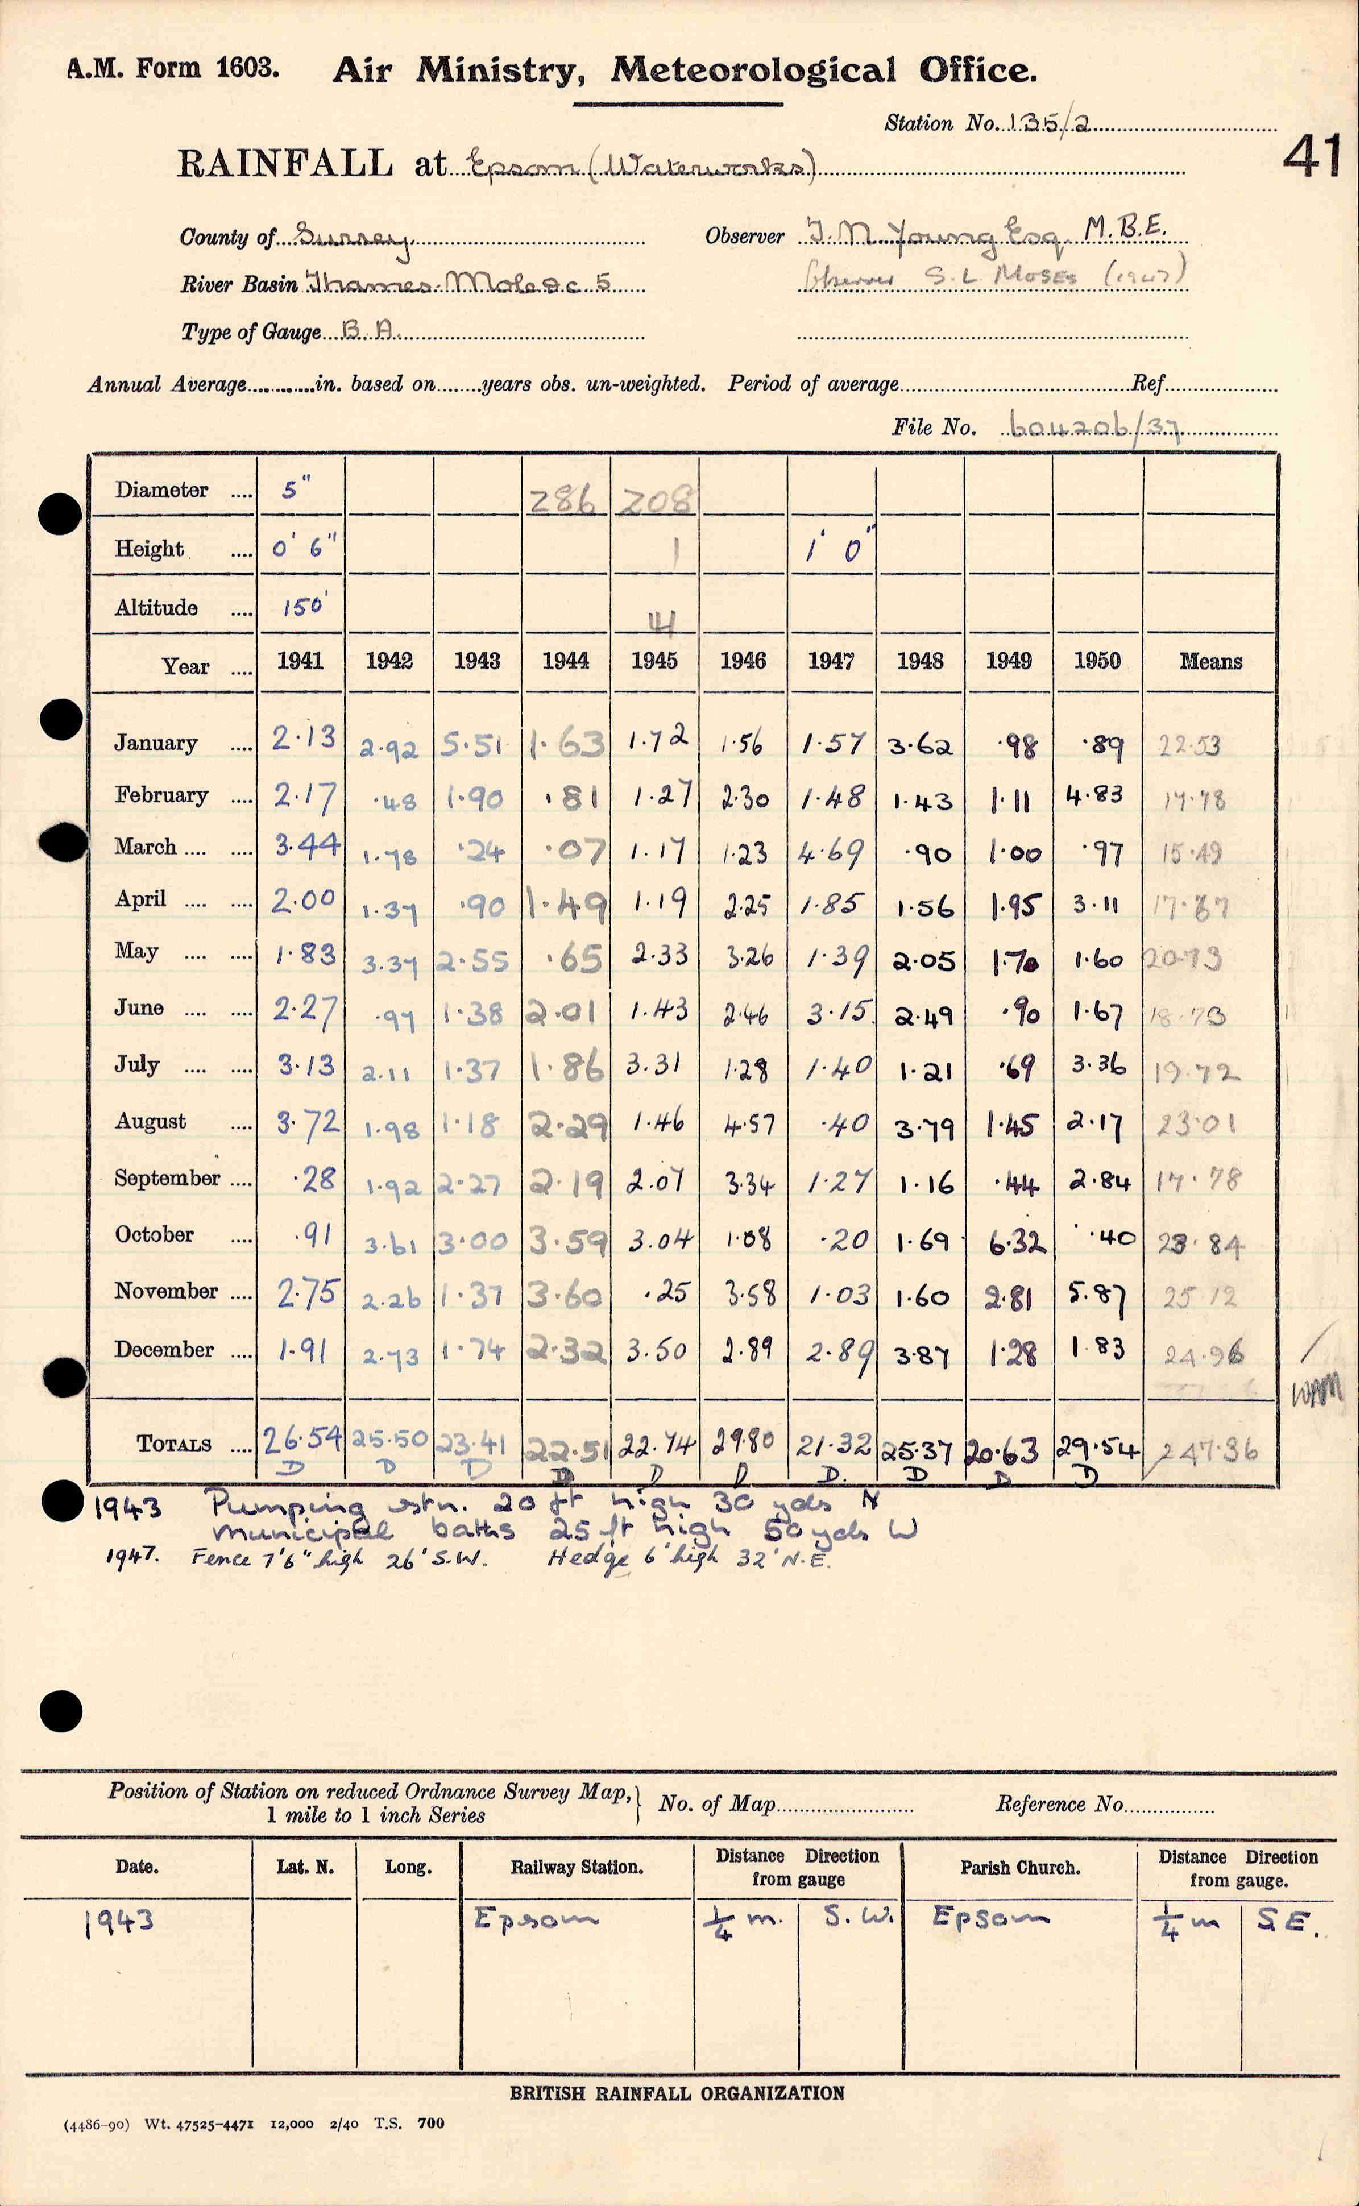 A.M. Form 1603. Air Ministry, Meteorological Office.
Station No. 135/2
41
RAINFALL at Epsom (Waterworks)
County of Surrey Observer T. N. Young Esq. M.B.E.
River Basin Thames. Mole &c 5 Observer S. L MOSES (1947)
Type of Gauge B. A.
Annual Average in. based on years obs. un-weighted. Period of average Ref
File No. 604206/37
Diameter 5" 286 208
Height 0' 6" 1 1' 0"
Altitude 150'
Year 1941 1942 1943 1944 1945 1946 1947 1948 1949 1950 Means
January 2.13 2.92 5.51 1.63 1.72 1.56 1.57 3.62 .98 .89 22.53
February 2.17 .48 1.90 .81 1.27 2.30 1.48 1.43 1.11 4.83 17.78
March 3.44 1.78 .24 .07 1.17 1.23 4.69 .90 1.00 .97 15.49
April 2.00 1.37 .90 1.49 1.19 2.25 1.85 1.56 1.95 3.11 17.67
May 1.83 3.37 2.55 .65 2.33 3.26 1.39 2.05 1.70 1.60 20.73
June 2.27 .97 1.38 2.01 1.43 2.46 3.15 2.49 .90 1.67 18.73
July 3.13 2.11 1.37 1.86 3.31 1.28 1.40 1.21 .69 3.36 19.72
August 3.72 1.98 1.18 2.29 1.46 4.57 .40 3.79 1.45 2.17 23.01
September .28 1.92 2.27 2.19 2.07 3.34 1.27 1.16 .44 2.84 17.78
October .91 3.61 3.00 3.59 3.04 1.08 .20 1.69 6.32 .40 23.84
November 2.75 2.26 1.37 3.60 .25 3.58 1.03 1.60 2.81 5.87 25.12
December 1.91 2.73 1.74 2.32 3.50 2.89 2.89 3.87 1.28 1.83 24.96
WAM
TOTALS 26.54 25.50 23.41 22.51 22.74 29.80 21.32 25.37 20.63 29.54 247.36
D D D D D D D. D D D
1943 Pumping stn. 20 ft high 30 yds N
Municipal baths 25 ft high 50 yds W
1947. Fence 7'6" high 26' S.W. Hedge 6' high 32' N.E.
Position of Station on reduced Ordnance Survey Map, 1 mile to 1 inch Series } No. of Map Reference No.
Date. Lat. N. Long. Railway Station. Distance Direction from gauge Parish Church. Distance Direction from gauge.
1943 Epsom 1/4 m. S. W. Epsom 1/4 m S.E.
BRITISH RAINFALL ORGANIZATION
(4486-90) Wt. 47525-4471 12,000 2/40 T.S. 700